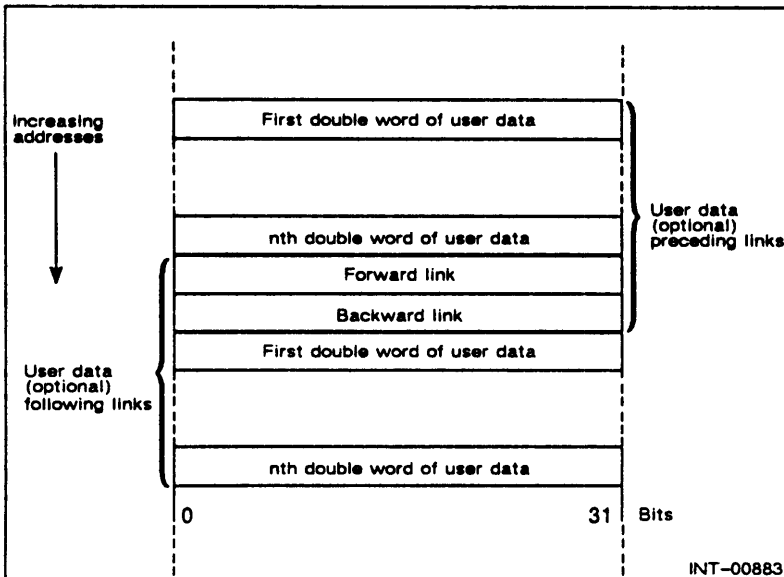 Increasing
addresses
First double word of user data
nth double word of user data
User data
(optional)
preceding links
Forward link
Backward link
First double word of user data
User data
(optional)
following links
nth double word of user data
0
31
Bits
INT-00883